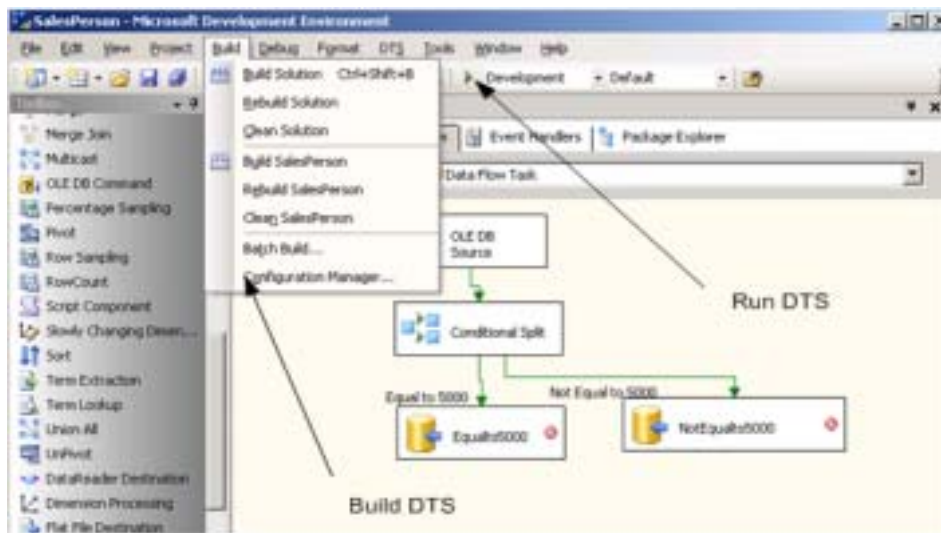 SalesPerson - Microsoft Development Environment
File Edit View Project Build Debug Format DTS Tools Window Help
Development Default
Toolbox
Build Solution Ctrl+Shift+B
Rebuild Solution
Clean Solution
Build SalesPerson
Rebuild SalesPerson
Clean SalesPerson
Batch Build...
Configuration Manager...
Event Handlers Package Explorer
Data Flow Task
Merge Join
Multicast
OLE DB Command
Percentage Sampling
Pivot
Row Sampling
RowCount
Script Component
Slowly Changing Dimen...
Sort
Term Extraction
Term Lookup
Union All
UnPivot
DataReader Destination
Dimension Processing
Flat File Destination
OLE DB
Source
Conditional Split
Equal to 5000
Not Equal to 5000
Equalto5000
NotEqualto5000
Run DTS
Build DTS